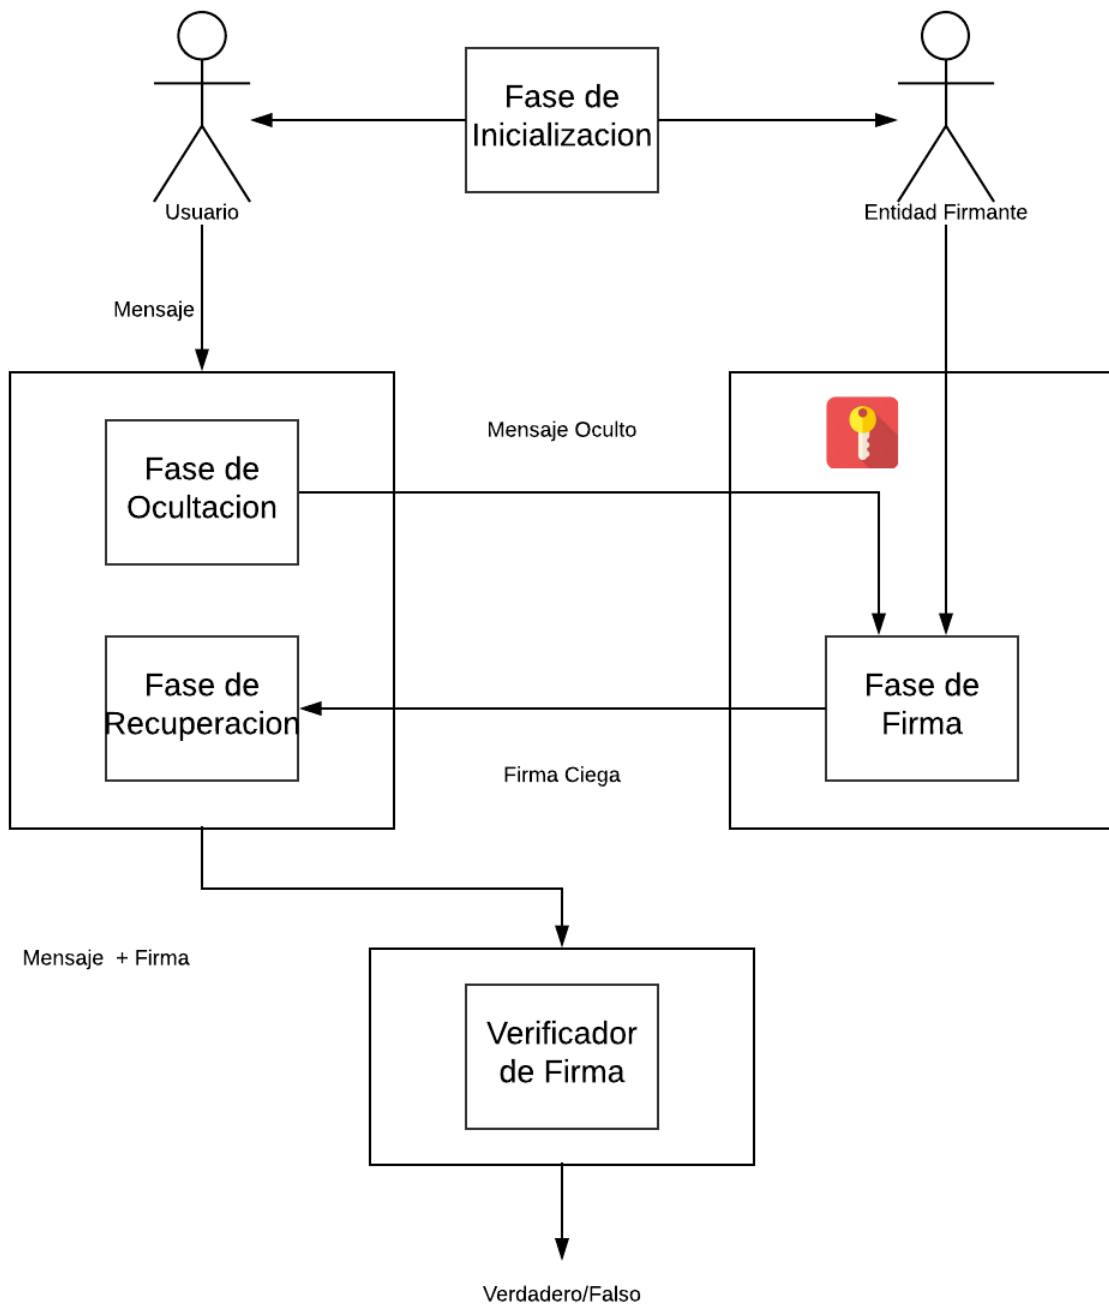 Fase de
Inicializacion
Usuario
Entidad Firmante
Mensaje
Mensaje Oculto
Fase de
Ocultacion
Fase de
Recuperacion
Fase de
Firma
Firma Ciega
Mensaje + Firma
Verificador
de Firma
Verdadero/Falso